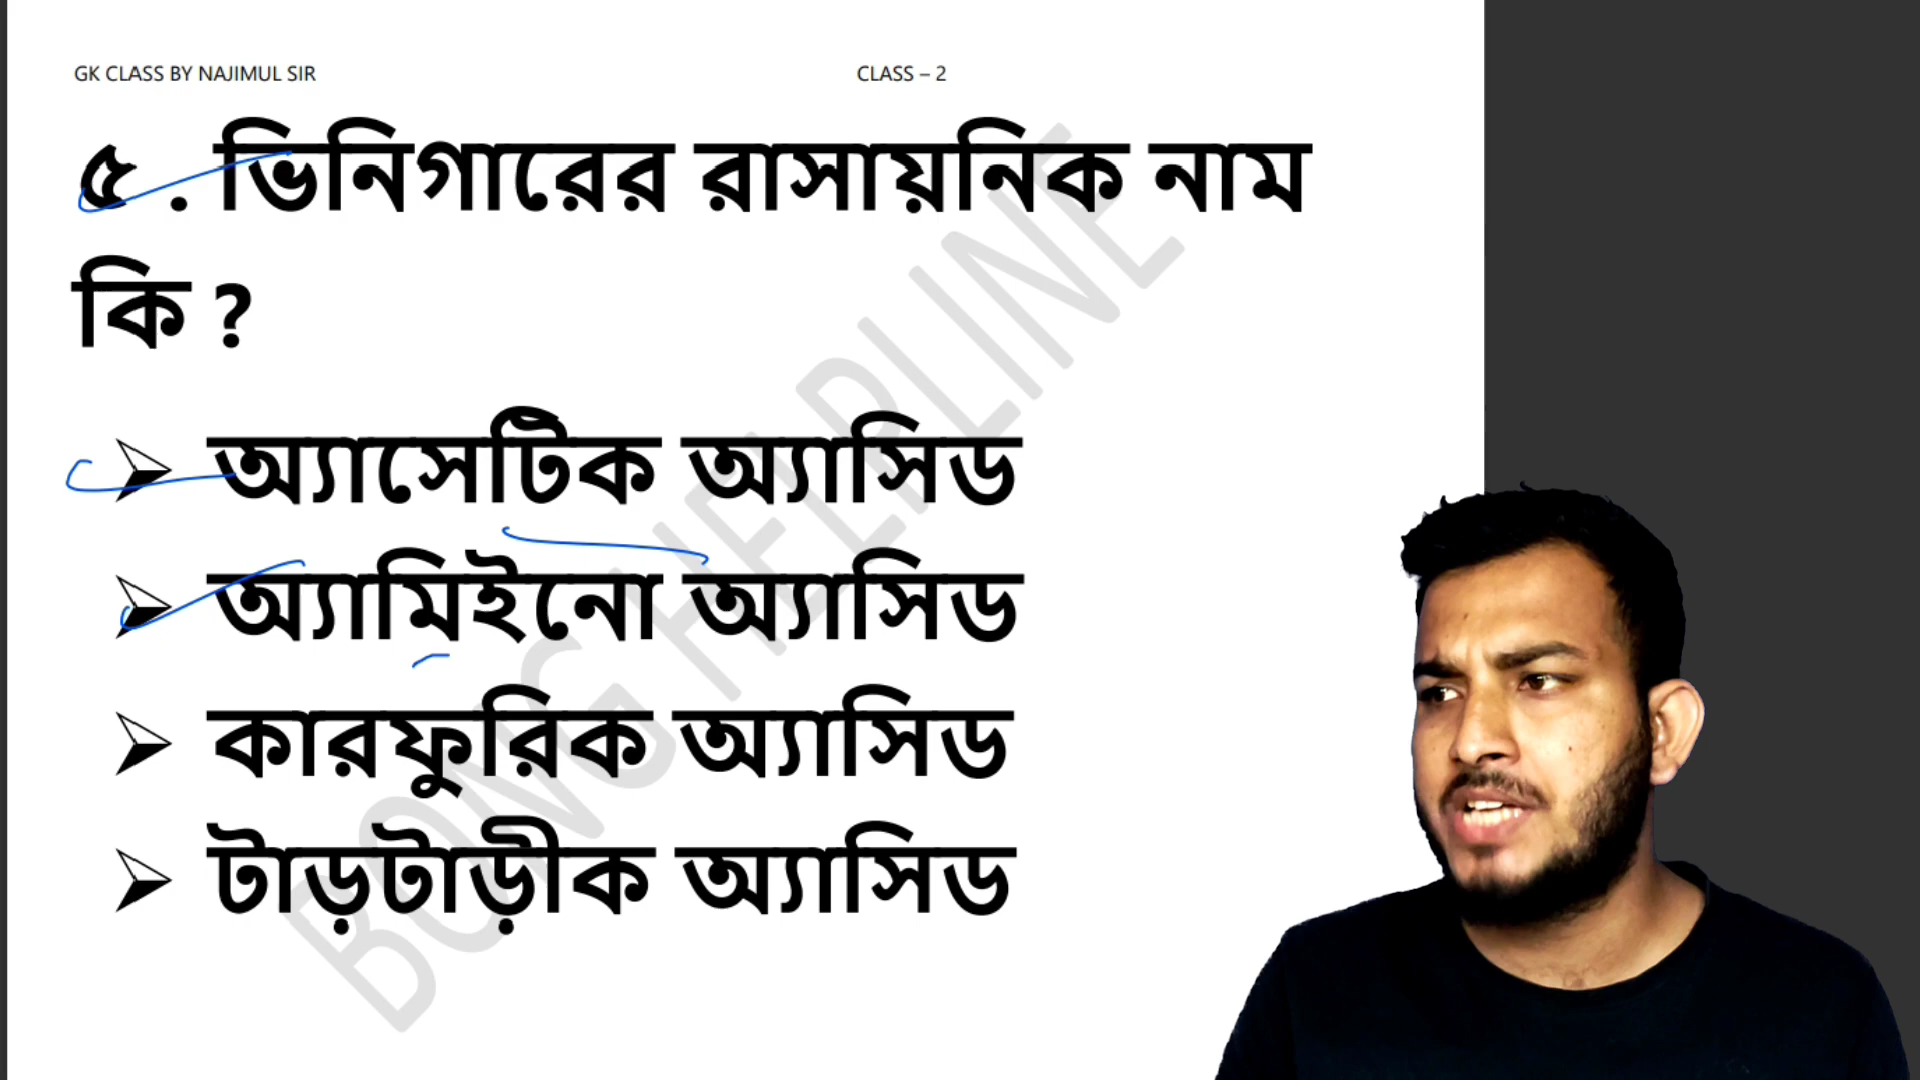 GK CLASS BY NAJIMUL SIR CLASS – 2
৫ . ভিনিগারের রাসায়নিক নাম
কি ?
➢ অ্যাসেটিক অ্যাসিড
➢ অ্যামিইনো অ্যাসিড
➢ কারফুরিক অ্যাসিড
➢ টাড়টাড়ীক অ্যাসিড
BONG HELPLINE